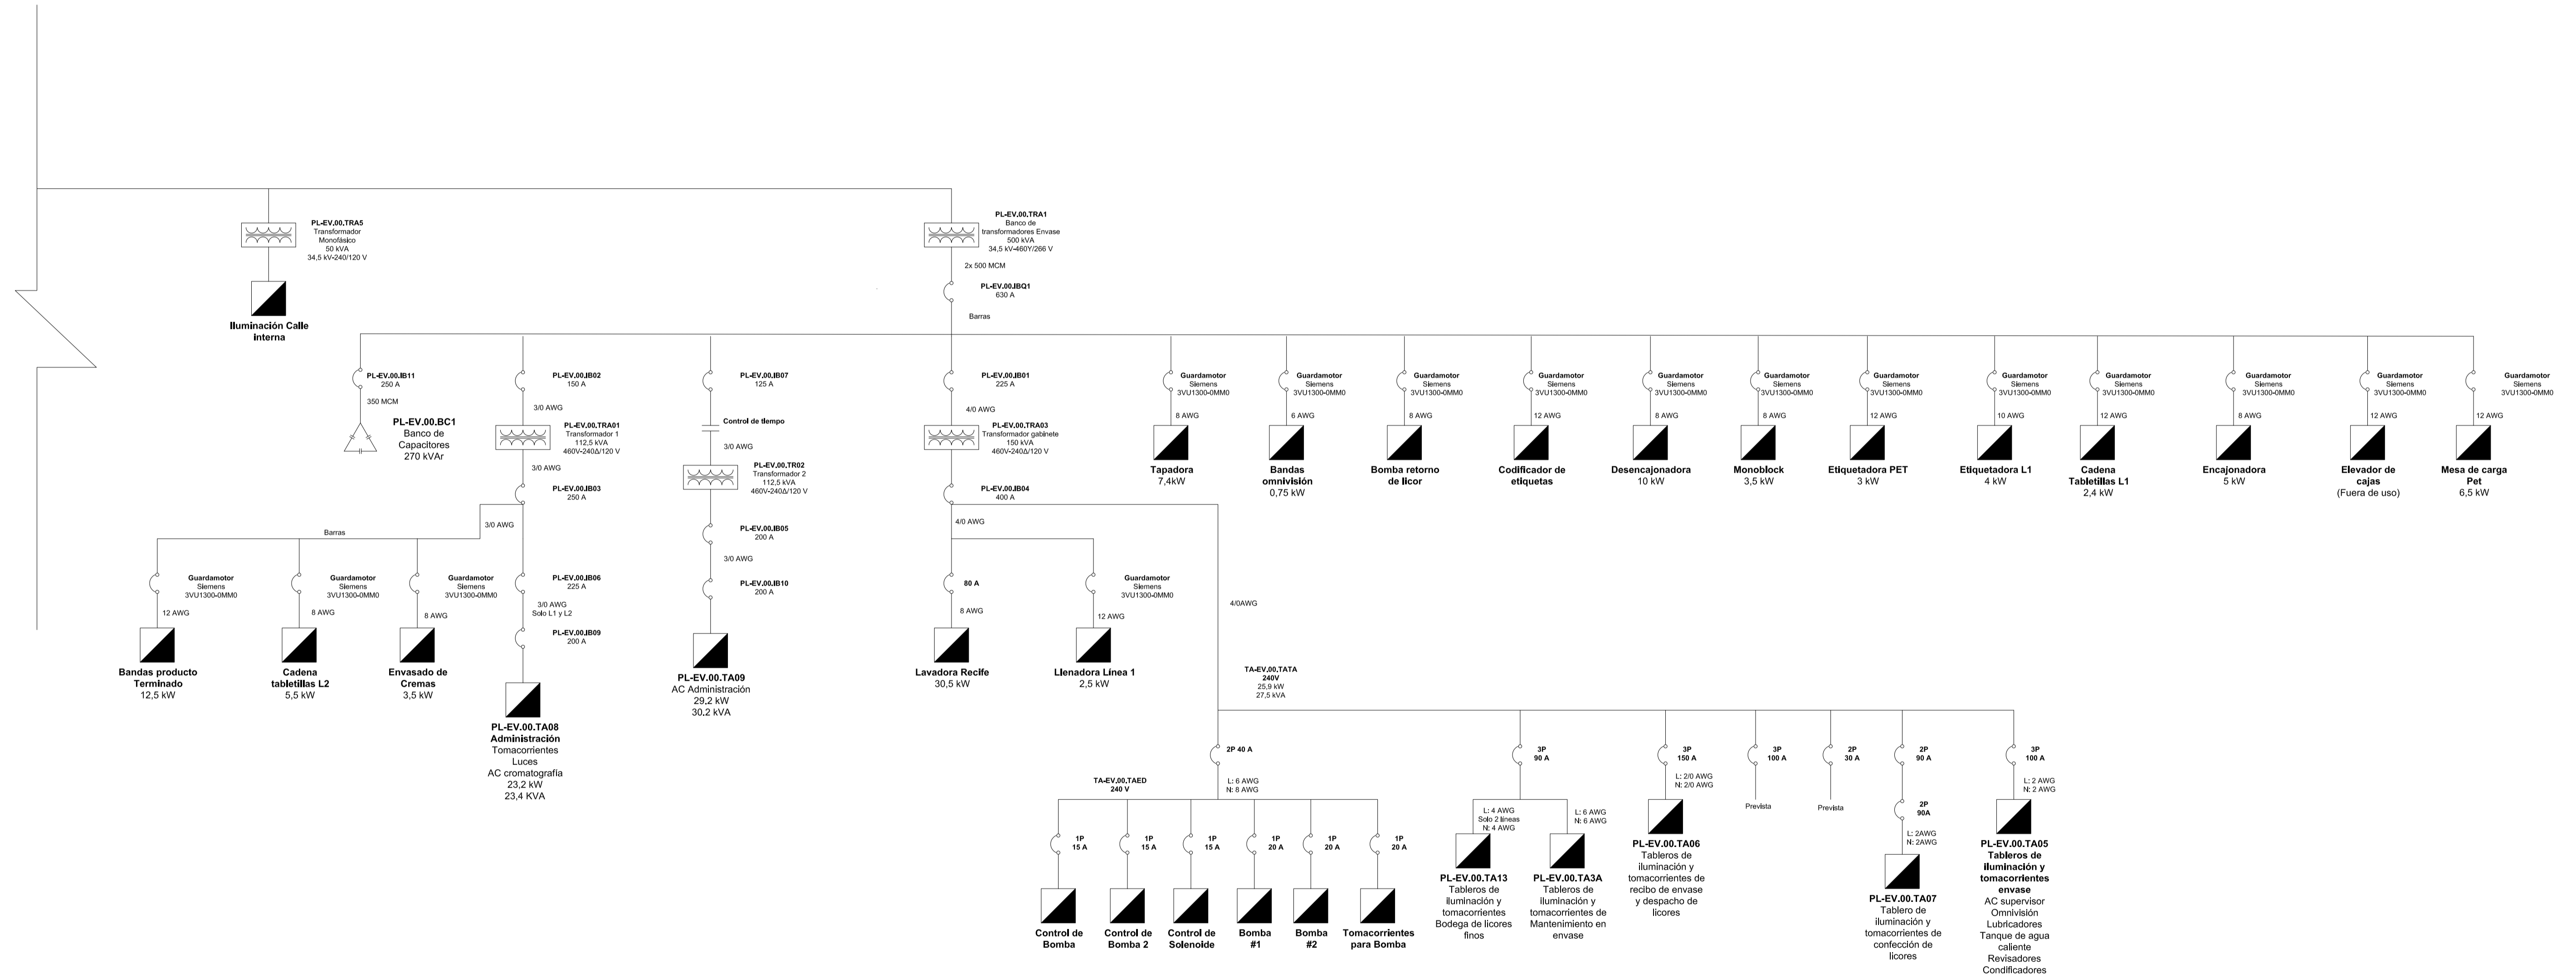 PL-EV.00.TRA5
Transformador
Monofásico
50 kVA
34,5 kV-240/120 V
Iluminación Calle
interna
PL-EV.00.TRA1
Banco de
transformadores Envase
500 kVA
34,5 kV-460Y/266 V
2x 500 MCM
PL-EV.00.IBQ1
630 A
Barras
PL-EV.00.IB11
250 A
350 MCM
PL-EV.00.BC1
Banco de
Capacitores
270 kVAr
PL-EV.00.IB02
150 A
3/0 AWG
PL-EV.00.TRA01
Transformador 1
112,5 kVA
460V-240Δ/120 V
3/0 AWG
PL-EV.00.IB03
250 A
3/0 AWG
Barras
PL-EV.00.IB07
125 A
Control de tiempo
3/0 AWG
PL-EV.00.TR02
Transformador 2
112,5 kVA
460V-240Δ/120 V
PL-EV.00.IB05
200 A
3/0 AWG
PL-EV.00.IB10
200 A
PL-EV.00.TA09
AC Administración
29.2 kW
30.2 kVA
PL-EV.00.IB01
225 A
4/0 AWG
PL-EV.00.TRA03
Transformador gabinete
150 kVA
460V-240Δ/120 V
PL-EV.00.IB04
400 A
4/0 AWG
Guardamotor
Siemens
3VU1300-0MM0
8 AWG
Tapadora
7,4kW
Guardamotor
Siemens
3VU1300-0MM0
6 AWG
Bandas
omnivisión
0,75 kW
Guardamotor
Siemens
3VU1300-0MM0
8 AWG
Bomba retorno
de licor
Guardamotor
Siemens
3VU1300-0MM0
12 AWG
Codificador de
etiquetas
Guardamotor
Siemens
3VU1300-0MM0
8 AWG
Desencajonadora
10 kW
Guardamotor
Siemens
3VU1300-0MM0
8 AWG
Monoblock
3,5 kW
Guardamotor
Siemens
3VU1300-0MM0
12 AWG
Etiquetadora PET
3 kW
Guardamotor
Siemens
3VU1300-0MM0
10 AWG
Etiquetadora L1
4 kW
Guardamotor
Siemens
3VU1300-0MM0
12 AWG
Cadena
Tabletillas L1
2,4 kW
Guardamotor
Siemens
3VU1300-0MM0
8 AWG
Encajonadora
5 kW
Guardamotor
Siemens
3VU1300-0MM0
12 AWG
Elevador de
cajas
(Fuera de uso)
Guardamotor
Siemens
3VU1300-0MM0
12 AWG
Mesa de carga
Pet
6,5 kW
Guardamotor
Siemens
3VU1300-0MM0
12 AWG
Bandas producto
Terminado
12,5 kW
Guardamotor
Siemens
3VU1300-0MM0
8 AWG
Cadena
tabletillas L2
5,5 kW
Guardamotor
Siemens
3VU1300-0MM0
8 AWG
Envasado de
Cremas
3,5 kW
PL-EV.00.IB06
225 A
3/0 AWG
Solo L1 y L2
PL-EV.00.IB09
200 A
PL-EV.00.TA08
Administración
Tomacorrientes
Luces
AC cromatografía
23,2 kW
23,4 KVA
80 A
8 AWG
Lavadora Recife
30,5 kW
Guardamotor
Siemens
3VU1300-0MM0
12 AWG
Llenadora Línea 1
2,5 kW
4/0AWG
TA-EV.00.TATA
240V
25,9 kW
27,5 kVA
2P 40 A
L: 6 AWG
N: 8 AWG
TA-EV.00.TAED
240 V
1P
15 A
Control de
Bomba
1P
15 A
Control de
Bomba 2
1P
15 A
Control de
Solenoide
1P
20 A
Bomba
#1
1P
20 A
Bomba
#2
1P
20 A
Tomacorrientes
para Bomba
3P
90 A
L: 4 AWG
Solo 2 líneas
N: 4 AWG
PL-EV.00.TA13
Tableros de
iluminación y
tomacorrientes
Bodega de licores
finos
L: 6 AWG
N: 6 AWG
PL-EV.00.TA3A
Tableros de
iluminación y
tomacorrientes de
Mantenimiento en
envase
3P
150 A
L: 2/0 AWG
N: 2/0 AWG
PL-EV.00.TA06
Tableros de
iluminación y
tomacorrientes de
recibo de envase
y despacho de
licores
3P
100 A
Prevista
2P
30 A
Prevista
2P
90 A
2P
90A
L: 2AWG
N: 2AWG
PL-EV.00.TA07
Tablero de
iluminación y
tomacorrientes de
confección de
licores
3P
100 A
L: 2 AWG
N: 2 AWG
PL-EV.00.TA05
Tableros de
iluminación y
tomacorrientes
envase
AC supervisor
Omnivisión
Lubricadores
Tanque de agua
caliente
Revisadores
Condificadores